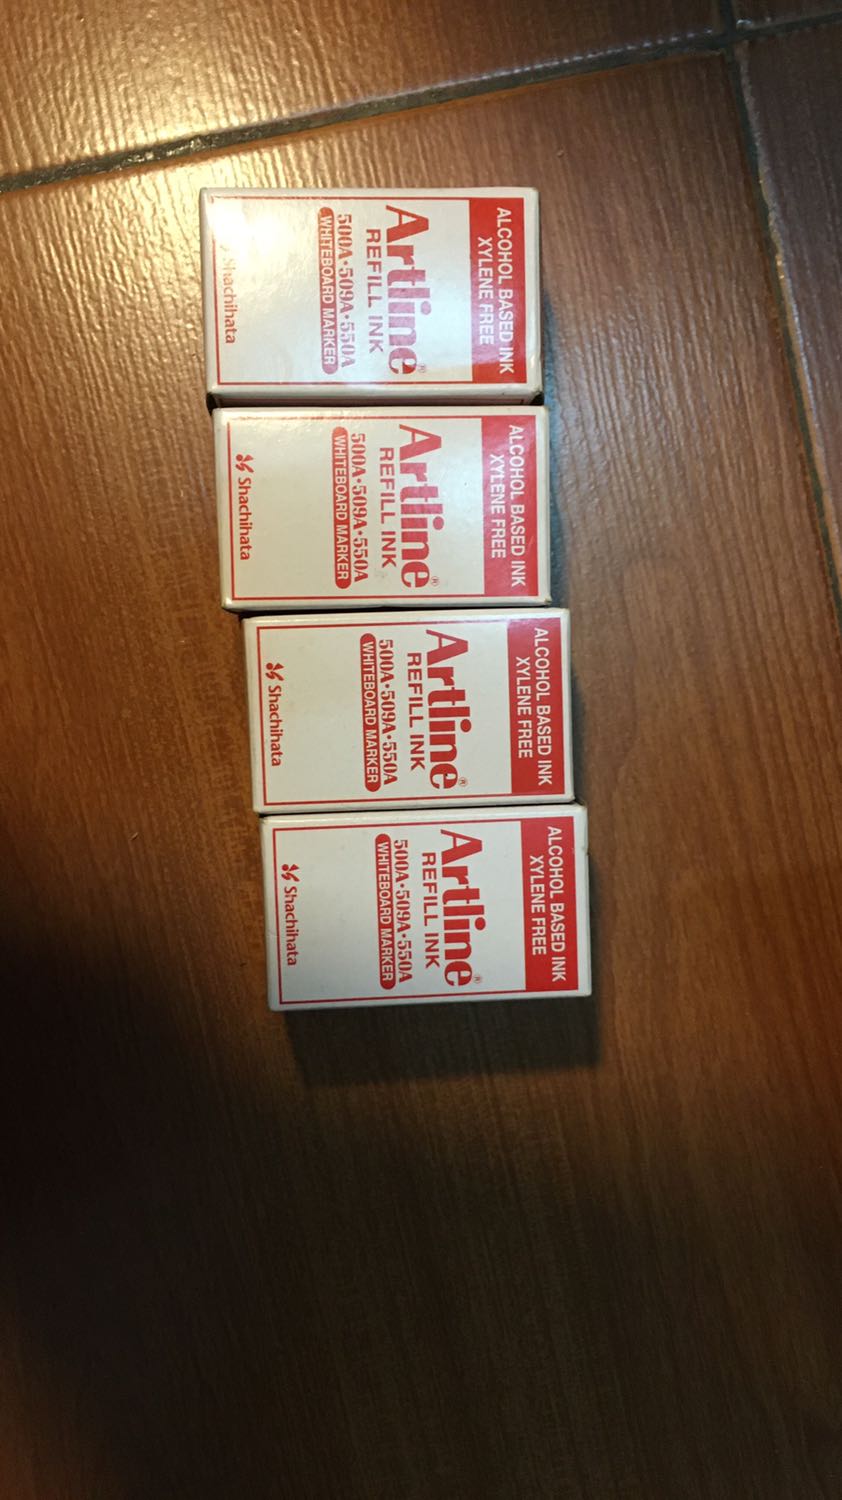 ALCOHOL BASED INK
XYLENE FREE
Artline®
REFILL INK
500A•509A•550A
WHITEBOARD MARKER
Shachihata
ALCOHOL BASED INK
XYLENE FREE
Artline®
REFILL INK
500A•509A•550A
WHITEBOARD MARKER
Shachihata
ALCOHOL BASED INK
XYLENE FREE
Artline®
REFILL INK
500A•509A•550A
WHITEBOARD MARKER
Shachihata
ALCOHOL BASED INK
XYLENE FREE
Artline®
REFILL INK
500A•509A•550A
WHITEBOARD MARKER
Shachihata